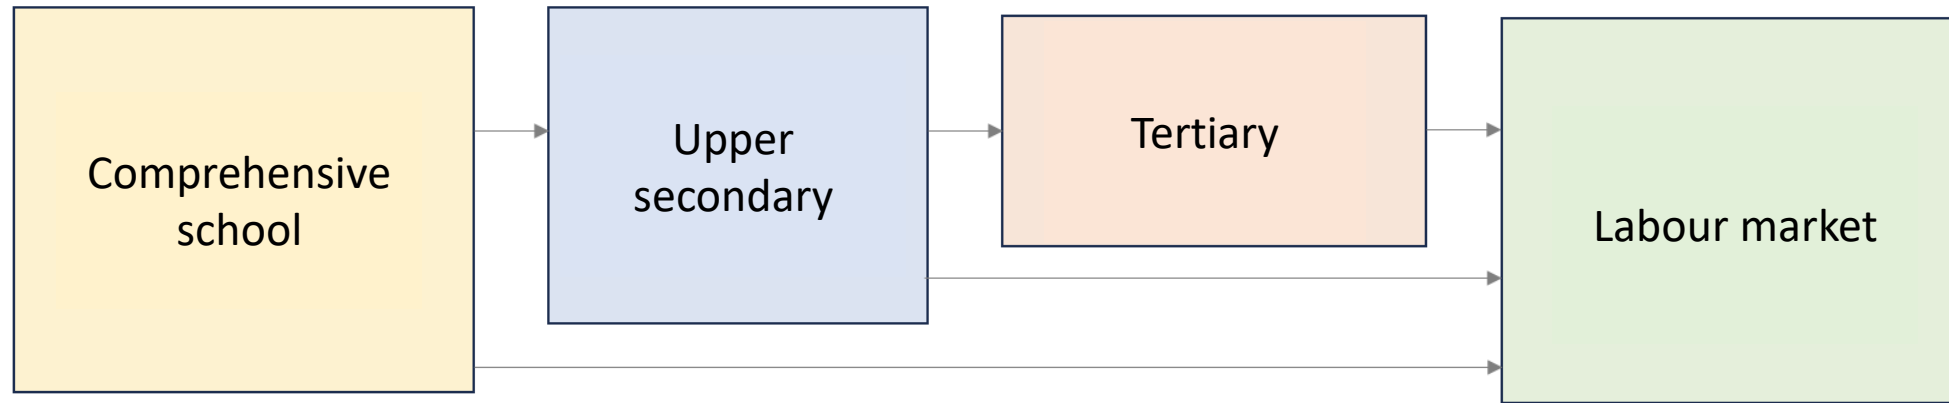 Comprehensive
school
Upper
secondary
Tertiary
Labour market